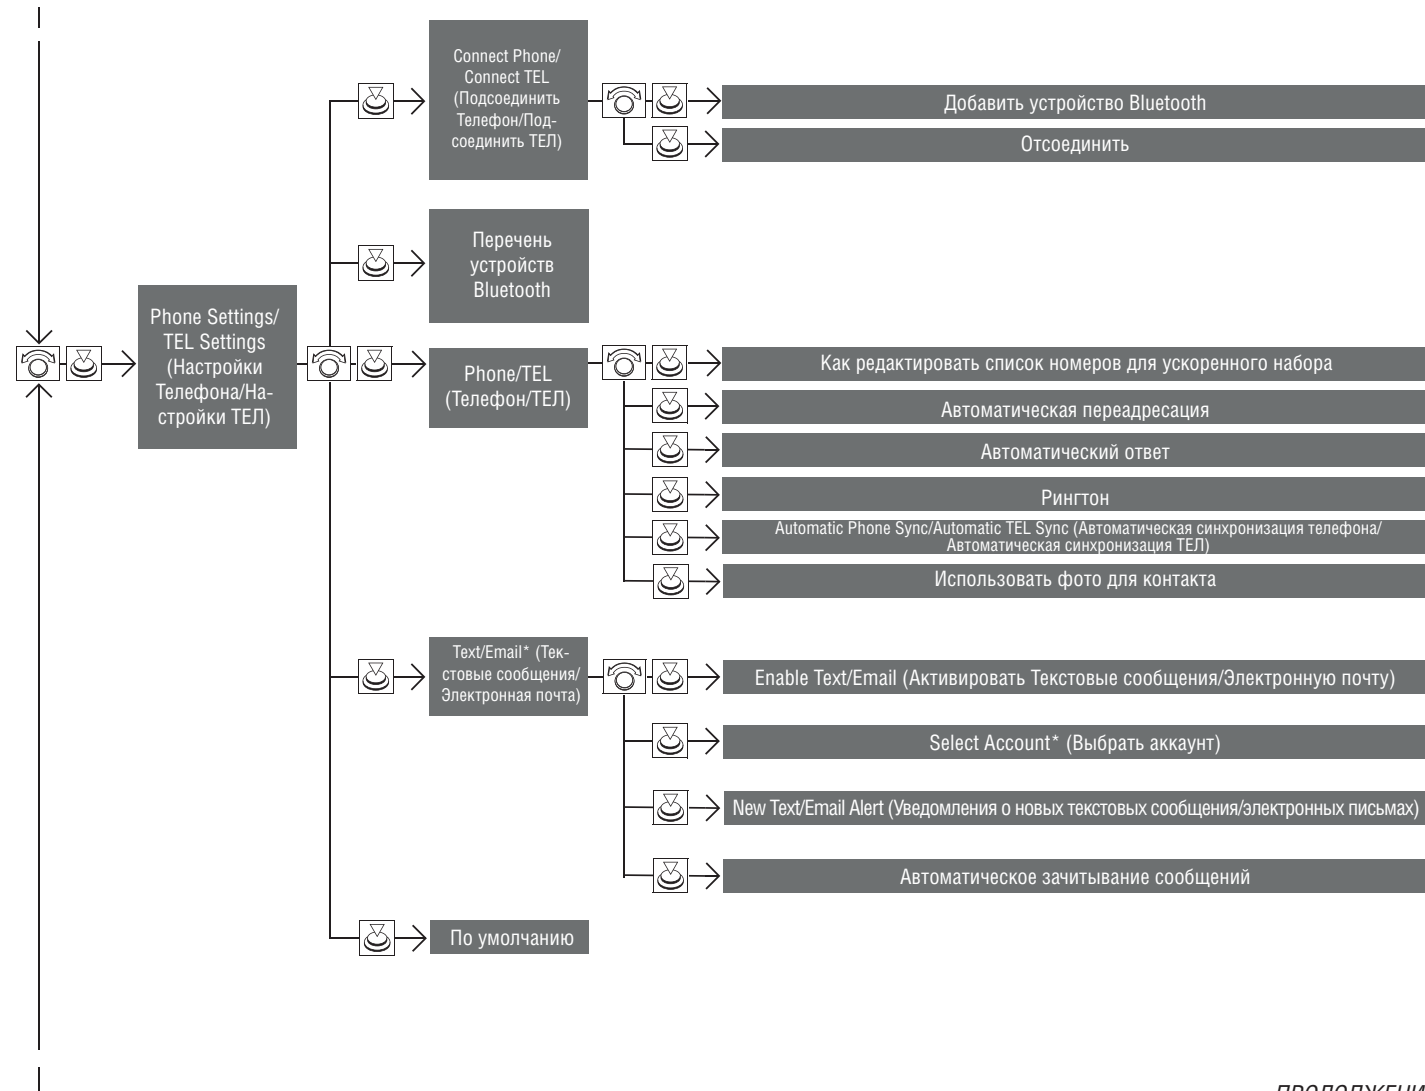 Connect Phone/
Connect TEL
(Подсоединить
Телефон/Под-
соединить ТЕЛ)
Добавить устройство Bluetooth
Отсоединить
Перечень
устройств
Bluetooth
Phone Settings/
TEL Settings
(Настройки
Телефона/На-
стройки ТЕЛ)
Phone/TEL
(Телефон/ТЕЛ)
Как редактировать список номеров для ускоренного набора
Автоматическая переадресация
Автоматический ответ
Рингтон
Automatic Phone Sync/Automatic TEL Sync (Автоматическая синхронизация телефона/
Автоматическая синхронизация ТЕЛ)
Использовать фото для контакта
Text/Email* (Тек-
стовые сообщения/
Электронная почта)
Enable Text/Email (Активировать Текстовые сообщения/Электронную почту)
Select Account* (Выбрать аккаунт)
New Text/Email Alert (Уведомления о новых текстовых сообщения/электронных письмах)
Автоматическое зачитывание сообщений
По умолчанию